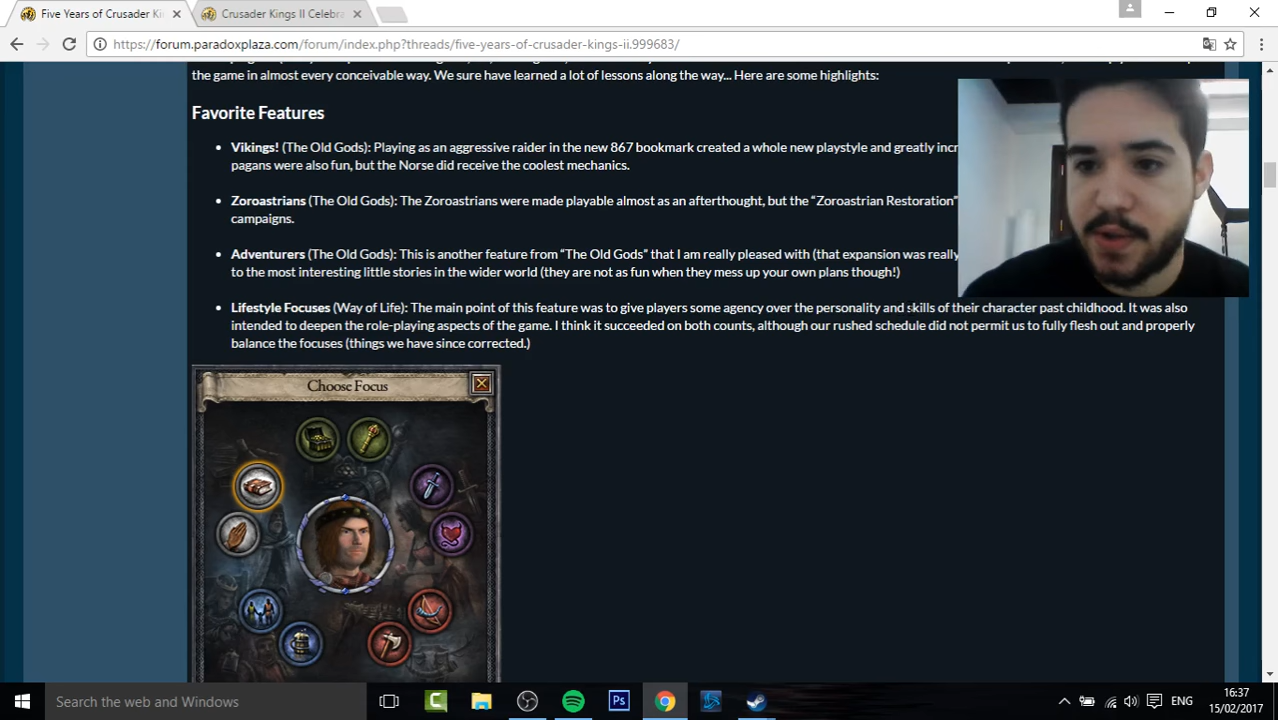 Five Years of Crusader Ki
Crusader Kings II Celebra
https://forum.paradoxplaza.com/forum/index.php?threads/five-years-of-crusader-kings-ii.999683/
the game in almost every conceivable way. We sure have learned a lot of lessons along the way... Here are some highlights:
Favorite Features
Vikings! (The Old Gods): Playing as an aggressive raider in the new 867 bookmark created a whole new playstyle and greatly incr
pagans were also fun, but the Norse did receive the coolest mechanics.
Zoroastrians (The Old Gods): The Zoroastrians were made playable almost as an afterthought, but the “Zoroastrian Restoration”
campaigns.
Adventurers (The Old Gods): This is another feature from “The Old Gods” that I am really pleased with (that expansion was really
to the most interesting little stories in the wider world (they are not as fun when they mess up your own plans though!)
Lifestyle Focuses (Way of Life): The main point of this feature was to give players some agency over the personality and skills of their character past childhood. It was also
intended to deepen the role-playing aspects of the game. I think it succeeded on both counts, although our rushed schedule did not permit us to fully flesh out and properly
balance the focuses (things we have since corrected.)
Choose Focus
Search the web and Windows
Ps
ENG
16:37
15/02/2017